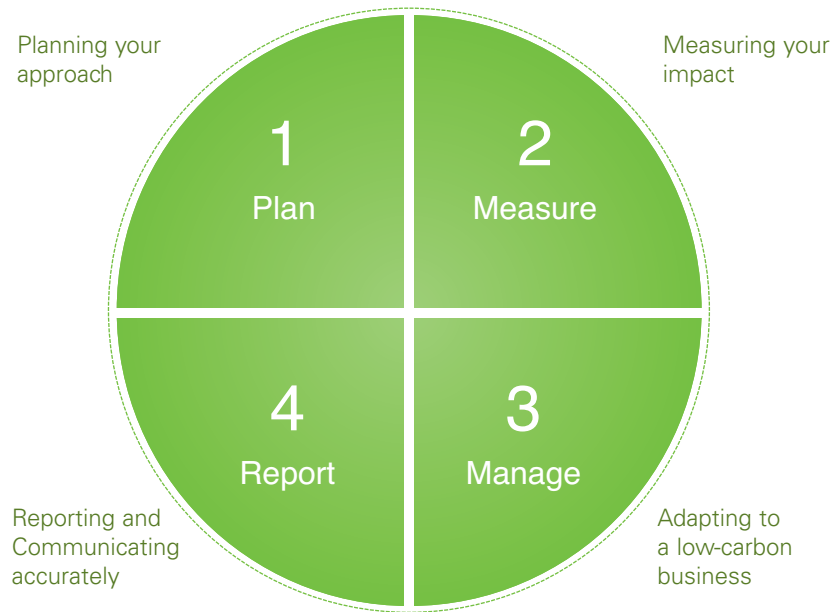 Planning your
approach
Measuring your
impact
1
Plan
2
Measure
4
Report
3
Manage
Reporting and
Communicating
accurately
Adapting to
a low-carbon
business